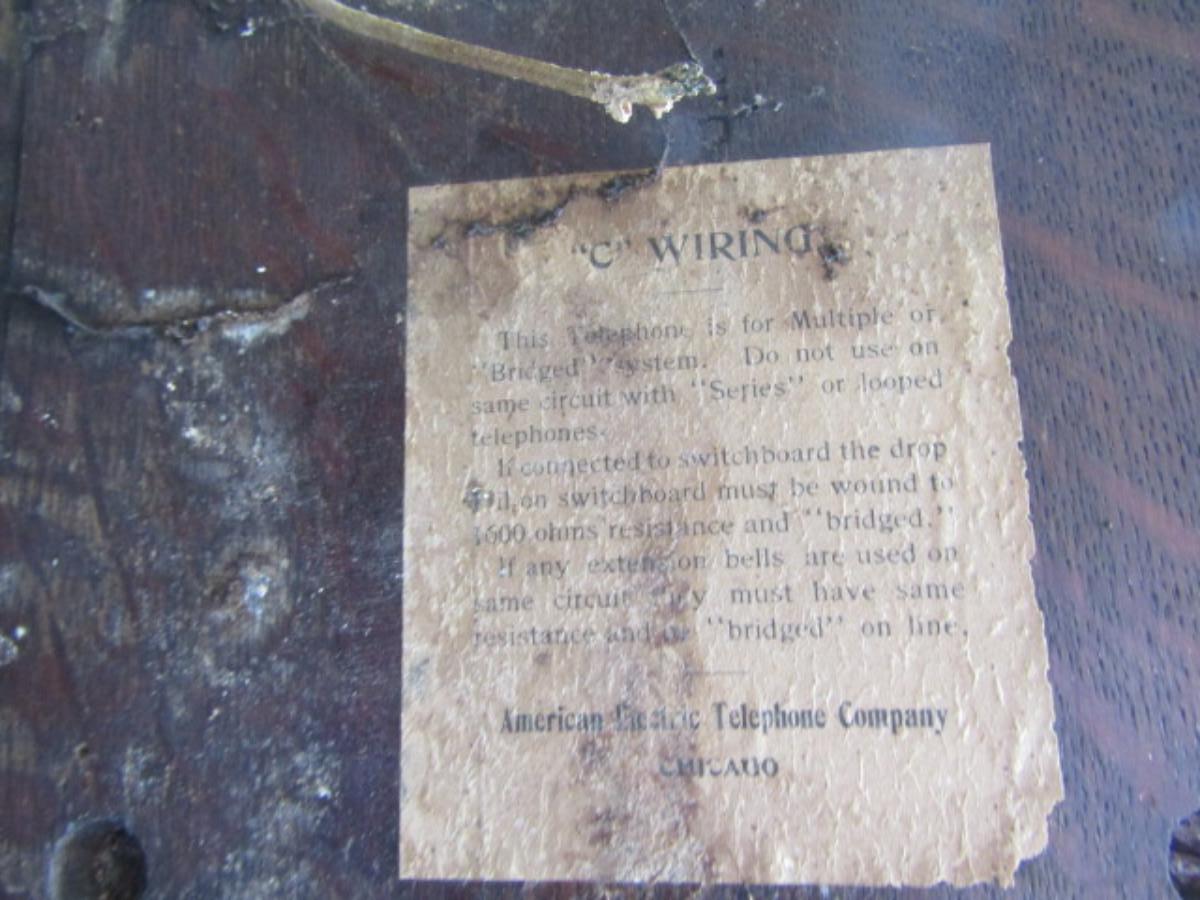 "C" WIRING
This Telephone is for Multiple or
"Bridged" system. Do not use on
same circuit with "Series" or looped
telephones.
If connected to switchboard the drop
on switchboard must be wound to
1600 ohms resistance and "bridged."
If any extension bells are used on
same circuit they must have same
resistance and be "bridged" on line.
American Electric Telephone Company
CHICAGO